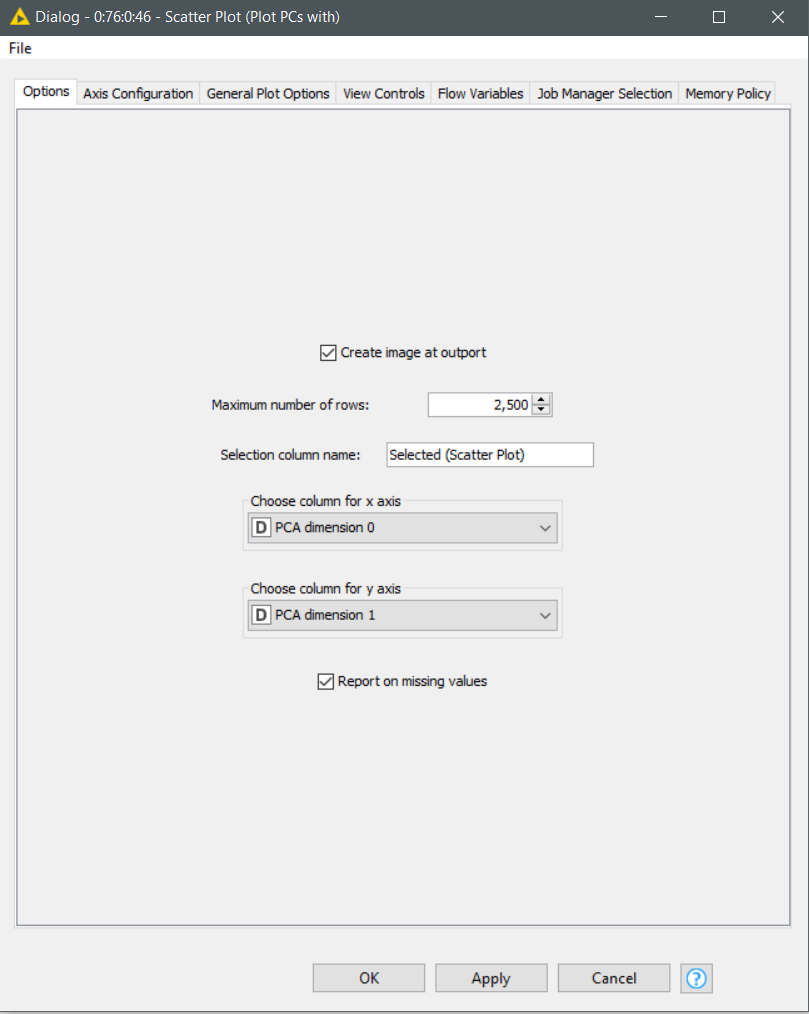 Dialog - 0:76:0:46 - Scatter Plot (Plot PCs with)
File
Options Axis Configuration General Plot Options View Controls Flow Variables Job Manager Selection Memory Policy
Create image at outport
Maximum number of rows: 2,500
Selection column name: Selected (Scatter Plot)
Choose column for x axis
D PCA dimension 0
Choose column for y axis
D PCA dimension 1
Report on missing values
OK Apply Cancel ?